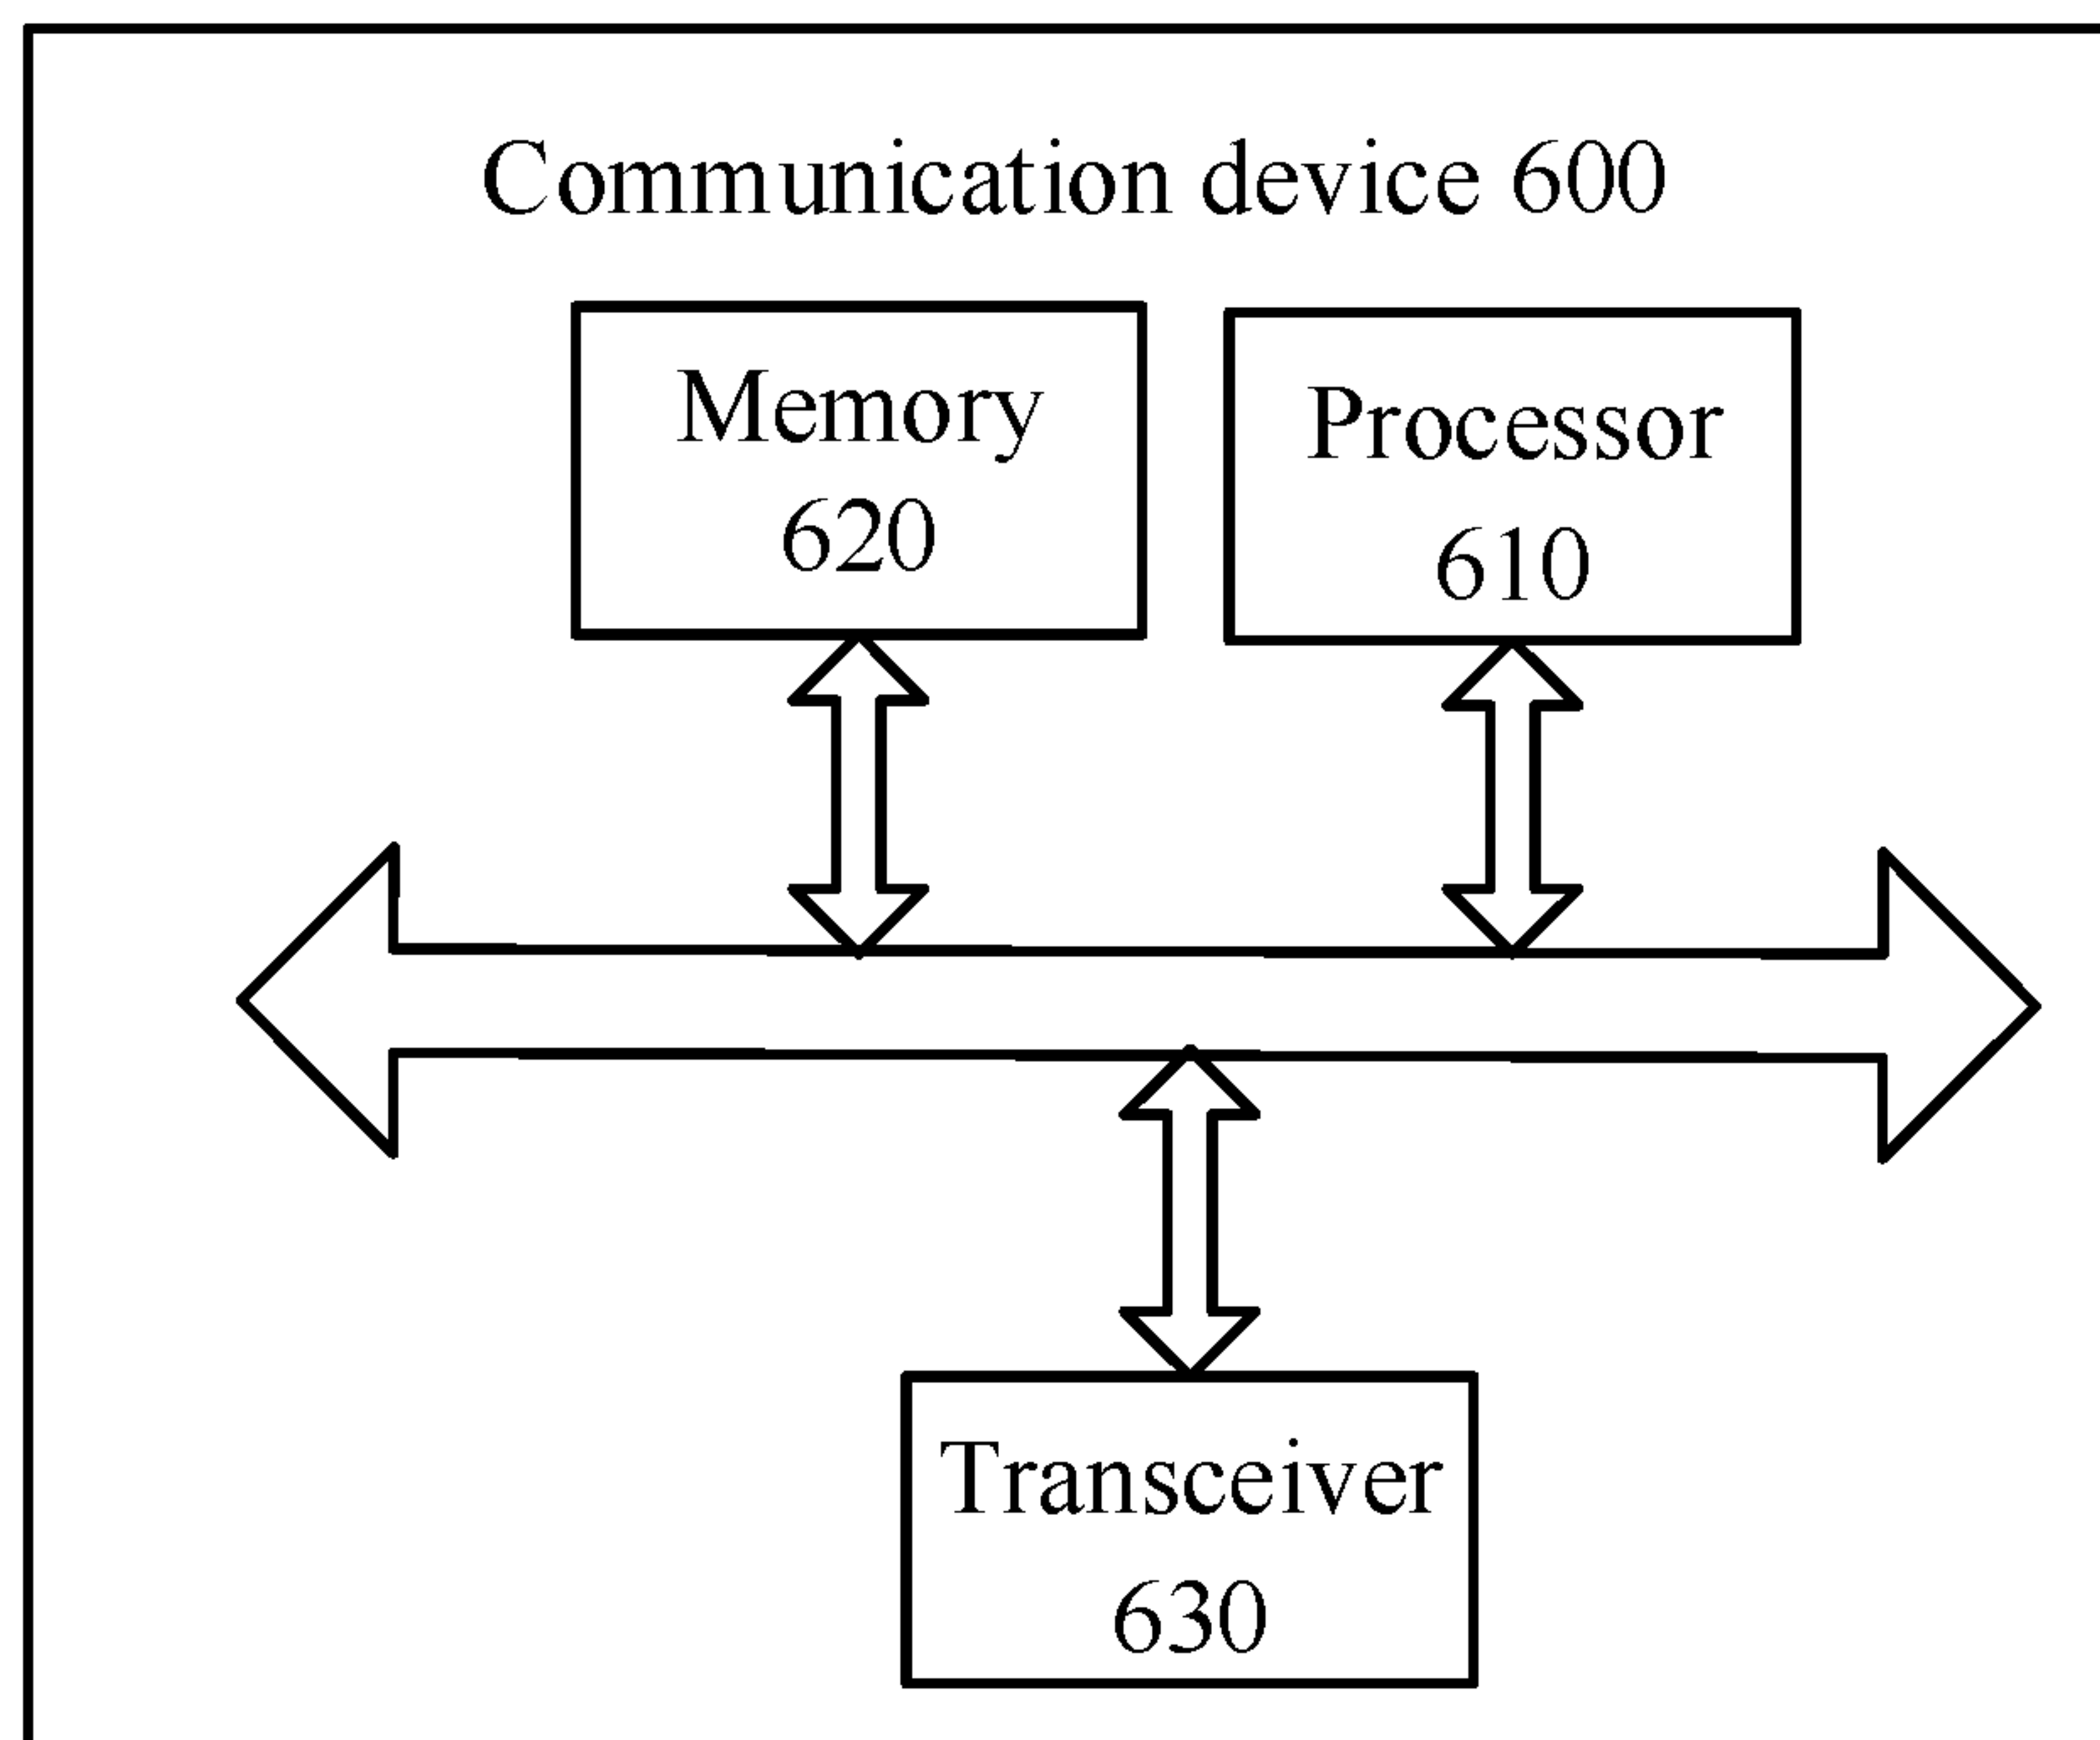 Communication device 600
Memory
620
Processor
610
Transceiver
630